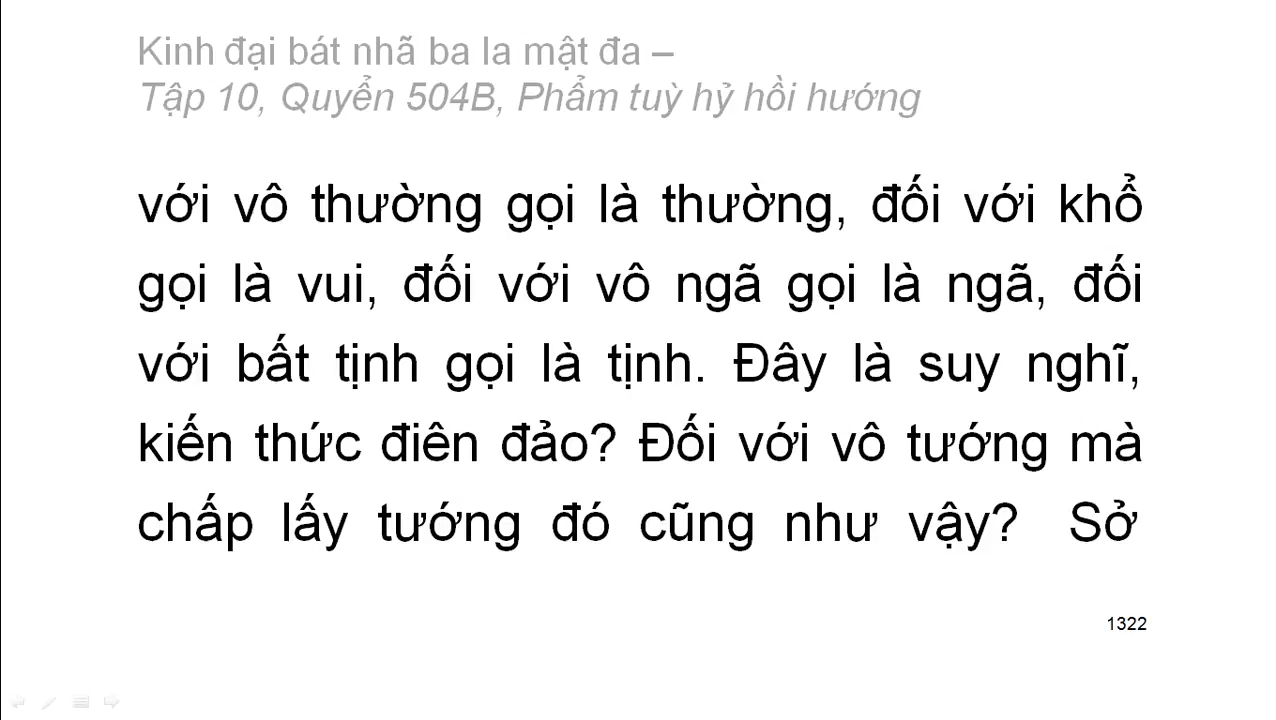 Kinh đại bát nhã ba la mật đa –
Tập 10, Quyển 504B, Phẩm tuỳ hỷ hồi hướng
với vô thường gọi là thường, đối với khổ
gọi là vui, đối với vô ngã gọi là ngã, đối
với bất tịnh gọi là tịnh. Đây là suy nghĩ,
kiến thức điên đảo? Đối với vô tướng mà
chấp lấy tướng đó cũng như vậy? Sở
1322